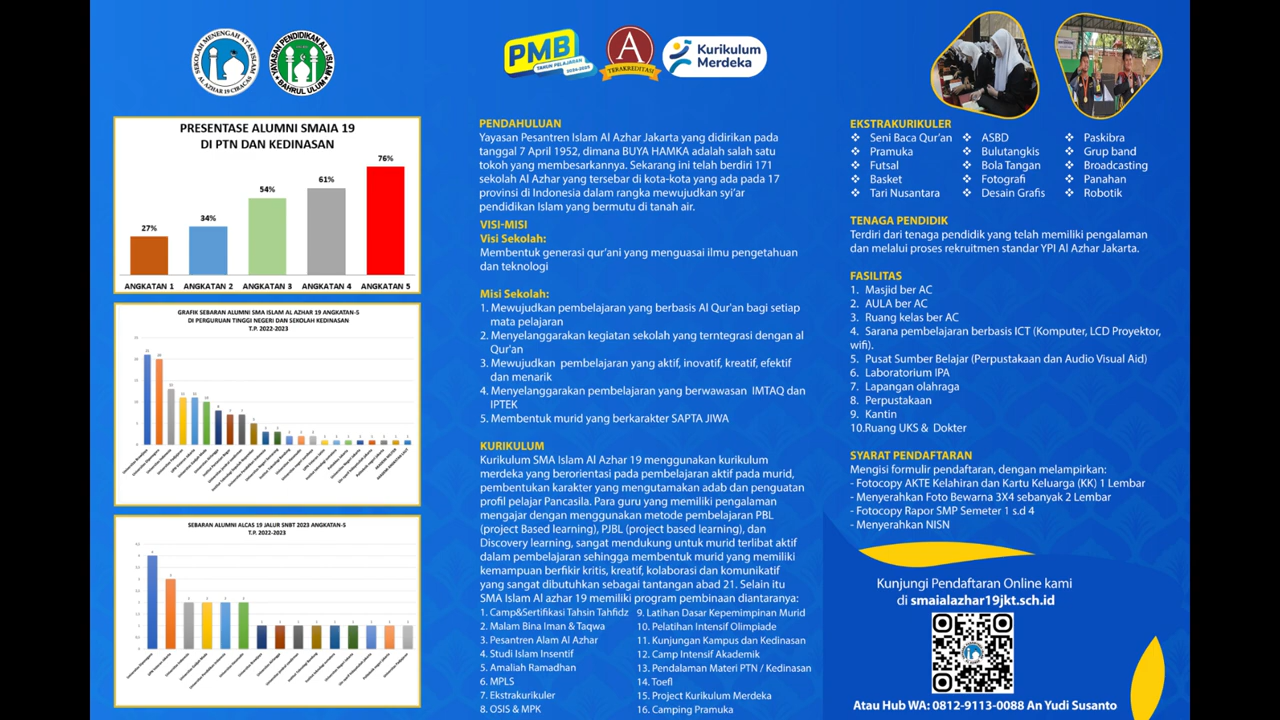 SEKOLAH MENENGAH ATAS ISLAM
AL AZHAR 19 CIRACAS
YAYASAN PENDIDIKAN AL-ISLAM
BAHRUL ULUM
PMB
TAHUN PELAJARAN
2024-2025
A
TERAKREDITASI
Kurikulum
Merdeka
PRESENTASE ALUMNI SMAIA 19
DI PTN DAN KEDINASAN
27%
34%
54%
61%
76%
ANGKATAN 1
ANGKATAN 2
ANGKATAN 3
ANGKATAN 4
ANGKATAN 5
GRAFIK SEBARAN ALUMNI SMA ISLAM AL AZHAR 19 ANGKATAN-5
DI PERGURUAN TINGGI NEGERI DAN SEKOLAH KEDINASAN
T.P. 2022-2023
SEBARAN ALUMNI ALCAS 19 JALUR SNBT 2023 ANGKATAN-5
T.P. 2022-2023
PENDAHULUAN
Yayasan Pesantren Islam Al Azhar Jakarta yang didirikan pada
tanggal 7 April 1952, dimana BUYA HAMKA adalah salah satu
tokoh yang membesarkannya. Sekarang ini telah berdiri 171
sekolah Al Azhar yang tersebar di kota-kota yang ada pada 17
provinsi di Indonesia dalam rangka mewujudkan syi'ar
pendidikan Islam yang bermutu di tanah air.
VISI-MISI
Visi Sekolah:
Membentuk generasi qur'ani yang menguasai ilmu pengetahuan
dan teknologi
Misi Sekolah:
1. Mewujudkan pembelajaran yang berbasis Al Qur'an bagi setiap
mata pelajaran
2. Menyelanggarakan kegiatan sekolah yang terntegrasi dengan al
Qur'an
3. Mewujudkan pembelajaran yang aktif, inovatif, kreatif, efektif
dan menarik
4. Menyelanggarakan pembelajaran yang berwawasan IMTAQ dan
IPTEK
5. Membentuk murid yang berkarakter SAPTA JIWA
KURIKULUM
Kurikulum SMA Islam Al Azhar 19 menggunakan kurikulum
merdeka yang berorientasi pada pembelajaran aktif pada murid,
pembentukan karakter yang mengutamakan adab dan penguatan
profil pelajar Pancasila. Para guru yang memiliki pengalaman
mengajar dengan menggunakan metode pembelajaran PBL
(project Based learning), PJBL (project based learning), dan
Discovery learning, sangat mendukung untuk murid terlibat aktif
dalam pembelajaran sehingga membentuk murid yang memiliki
kemampuan berfikir kritis, kreatif, kolaborasi dan komunikatif
yang sangat dibutuhkan sebagai tantangan abad 21. Selain itu
SMA Islam Al azhar 19 memiliki program pembinaan diantaranya:
1. Camp&Sertifikasi Tahsin Tahfidz
2. Malam Bina Iman & Taqwa
3. Pesantren Alam Al Azhar
4. Studi Islam Insentif
5. Amaliah Ramadhan
6. MPLS
7. Ekstrakurikuler
8. OSIS & MPK
9. Latihan Dasar Kepemimpinan Murid
10. Pelatihan Intensif Olimpiade
11. Kunjungan Kampus dan Kedinasan
12. Camp Intensif Akademik
13. Pendalaman Materi PTN / Kedinasan
14. Toefl
15. Project Kurikulum Merdeka
16. Camping Pramuka
EKSTRAKURIKULER
❖ Seni Baca Qur'an
❖ Pramuka
❖ Futsal
❖ Basket
❖ Tari Nusantara
❖ ASBD
❖ Bulutangkis
❖ Bola Tangan
❖ Fotografi
❖ Desain Grafis
❖ Paskibra
❖ Grup band
❖ Broadcasting
❖ Panahan
❖ Robotik
TENAGA PENDIDIK
Terdiri dari tenaga pendidik yang telah memiliki pengalaman
dan melalui proses rekruitmen standar YPI Al Azhar Jakarta.
FASILITAS
1. Masjid ber AC
2. AULA ber AC
3. Ruang kelas ber AC
4. Sarana pembelajaran berbasis ICT (Komputer, LCD Proyektor,
wifi).
5. Pusat Sumber Belajar (Perpustakaan dan Audio Visual Aid)
6. Laboratorium IPA
7. Lapangan olahraga
8. Perpustakaan
9. Kantin
10.Ruang UKS & Dokter
SYARAT PENDAFTARAN
Mengisi formulir pendaftaran, dengan melampirkan:
- Fotocopy AKTE Kelahiran dan Kartu Keluarga (KK) 1 Lembar
- Menyerahkan Foto Bewarna 3X4 sebanyak 2 Lembar
- Fotocopy Rapor SMP Semeter 1 s.d 4
- Menyerahkan NISN
Kunjungi Pendaftaran Online kami
di smaialazhar19jkt.sch.id
Atau Hub WA: 0812-9113-0088 An Yudi Susanto